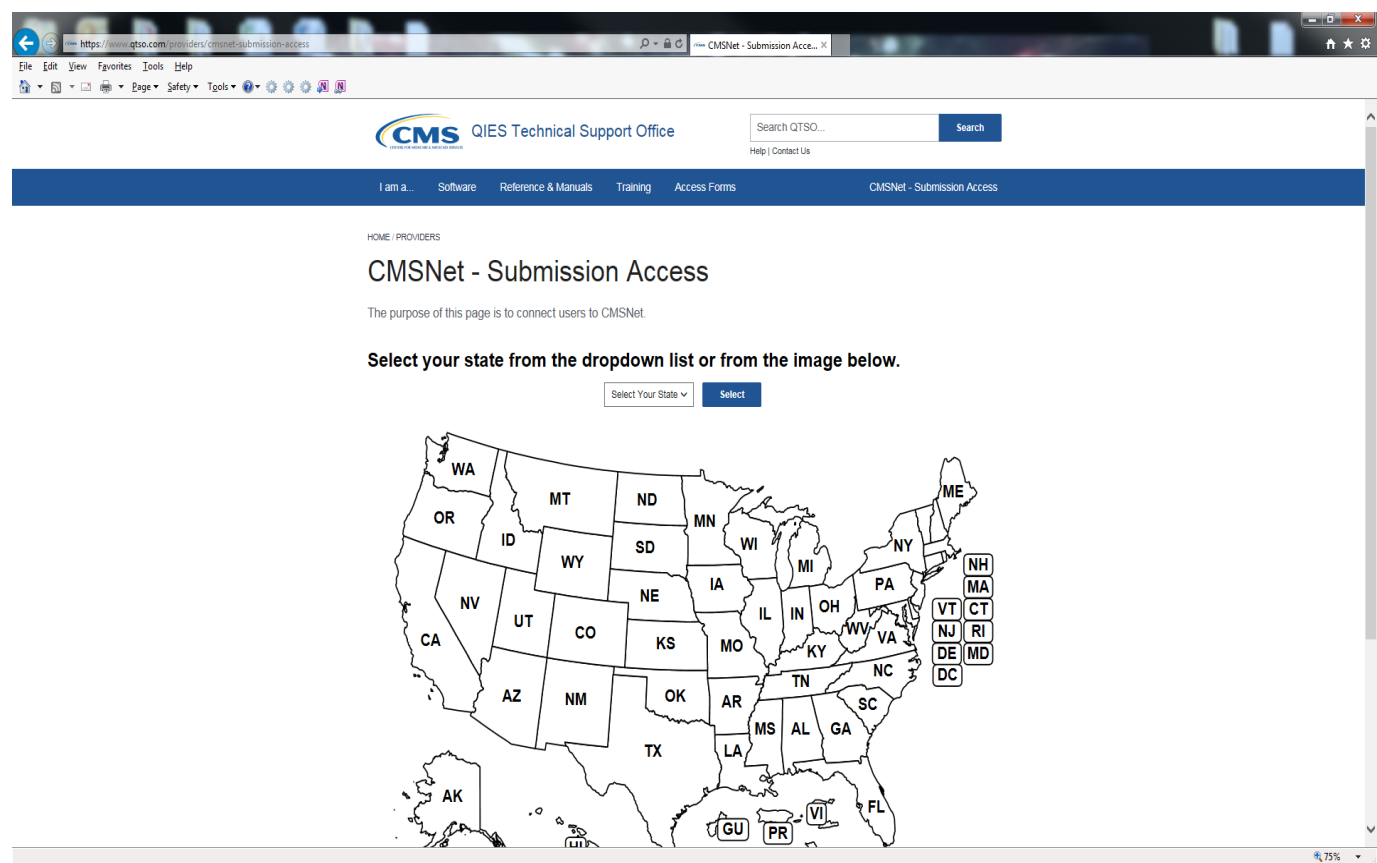 https://www.qtso.com/providers/cmsnet-submission-access
CMSNet - Submission Acce...
File Edit View Favorites Tools Help
Page Safety Tools
CMS QIES Technical Support Office
CENTERS FOR MEDICARE & MEDICAID SERVICES
Search QTSO... Search
Help | Contact Us
I am a... Software Reference & Manuals Training Access Forms CMSNet - Submission Access
HOME / PROVIDERS
CMSNet - Submission Access
The purpose of this page is to connect users to CMSNet.
Select your state from the dropdown list or from the image below.
Select Your State Select
WA
MT
ND
ME
OR
MN
ID
SD
WI
NY
WY
MI
NH
NE
IA
PA
MA
NV
UT
CO
IL
IN
OH
VT
CT
CA
KS
MO
KY
WV
VA
NJ
RI
DE
MD
AZ
NM
OK
AR
TN
NC
DC
SC
TX
LA
MS
AL
GA
AK
FL
HI
GU
PR
VI
75%